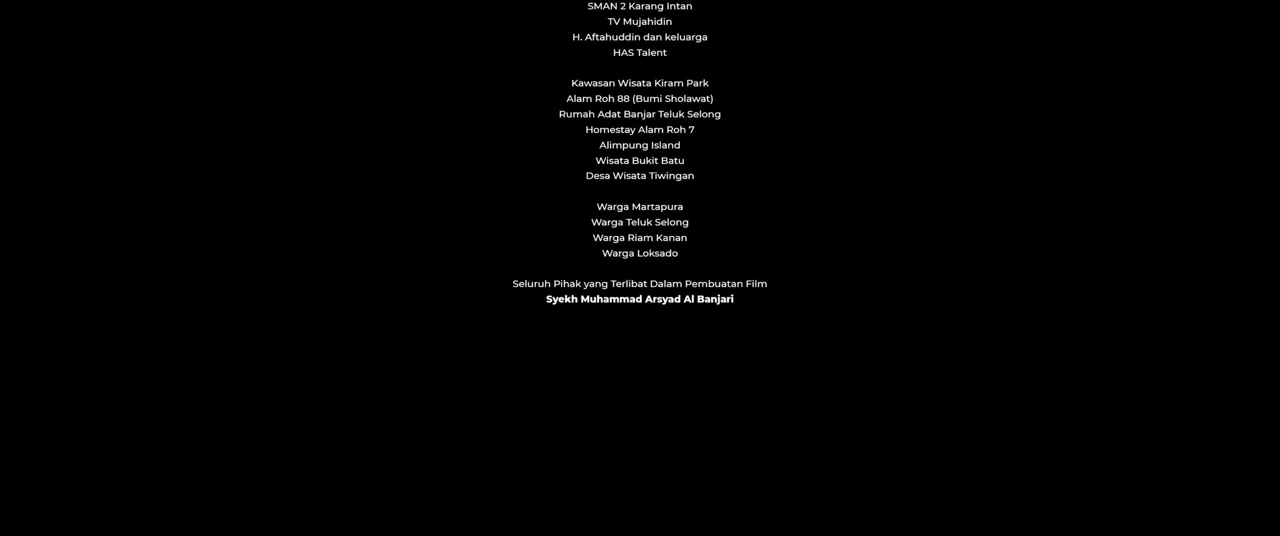 SMAN 2 Karang Intan
TV Mujahidin
H. Aftahuddin dan keluarga
HAS Talent
Kawasan Wisata Kiram Park
Alam Roh 88 (Bumi Sholawat)
Rumah Adat Banjar Teluk Selong
Homestay Alam Roh 7
Alimpung Island
Wisata Bukit Batu
Desa Wisata Tiwingan
Warga Martapura
Warga Teluk Selong
Warga Riam Kanan
Warga Loksado
Seluruh Pihak yang Terlibat Dalam Pembuatan Film
Syekh Muhammad Arsyad Al Banjari